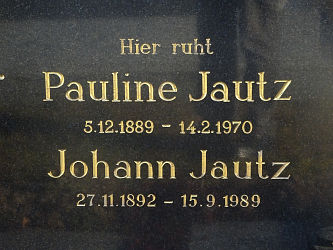 Hier ruht
Pauline Jautz
5.12.1889 – 14.2.1970
Johann Jautz
27.11.1892 – 15.9.1989